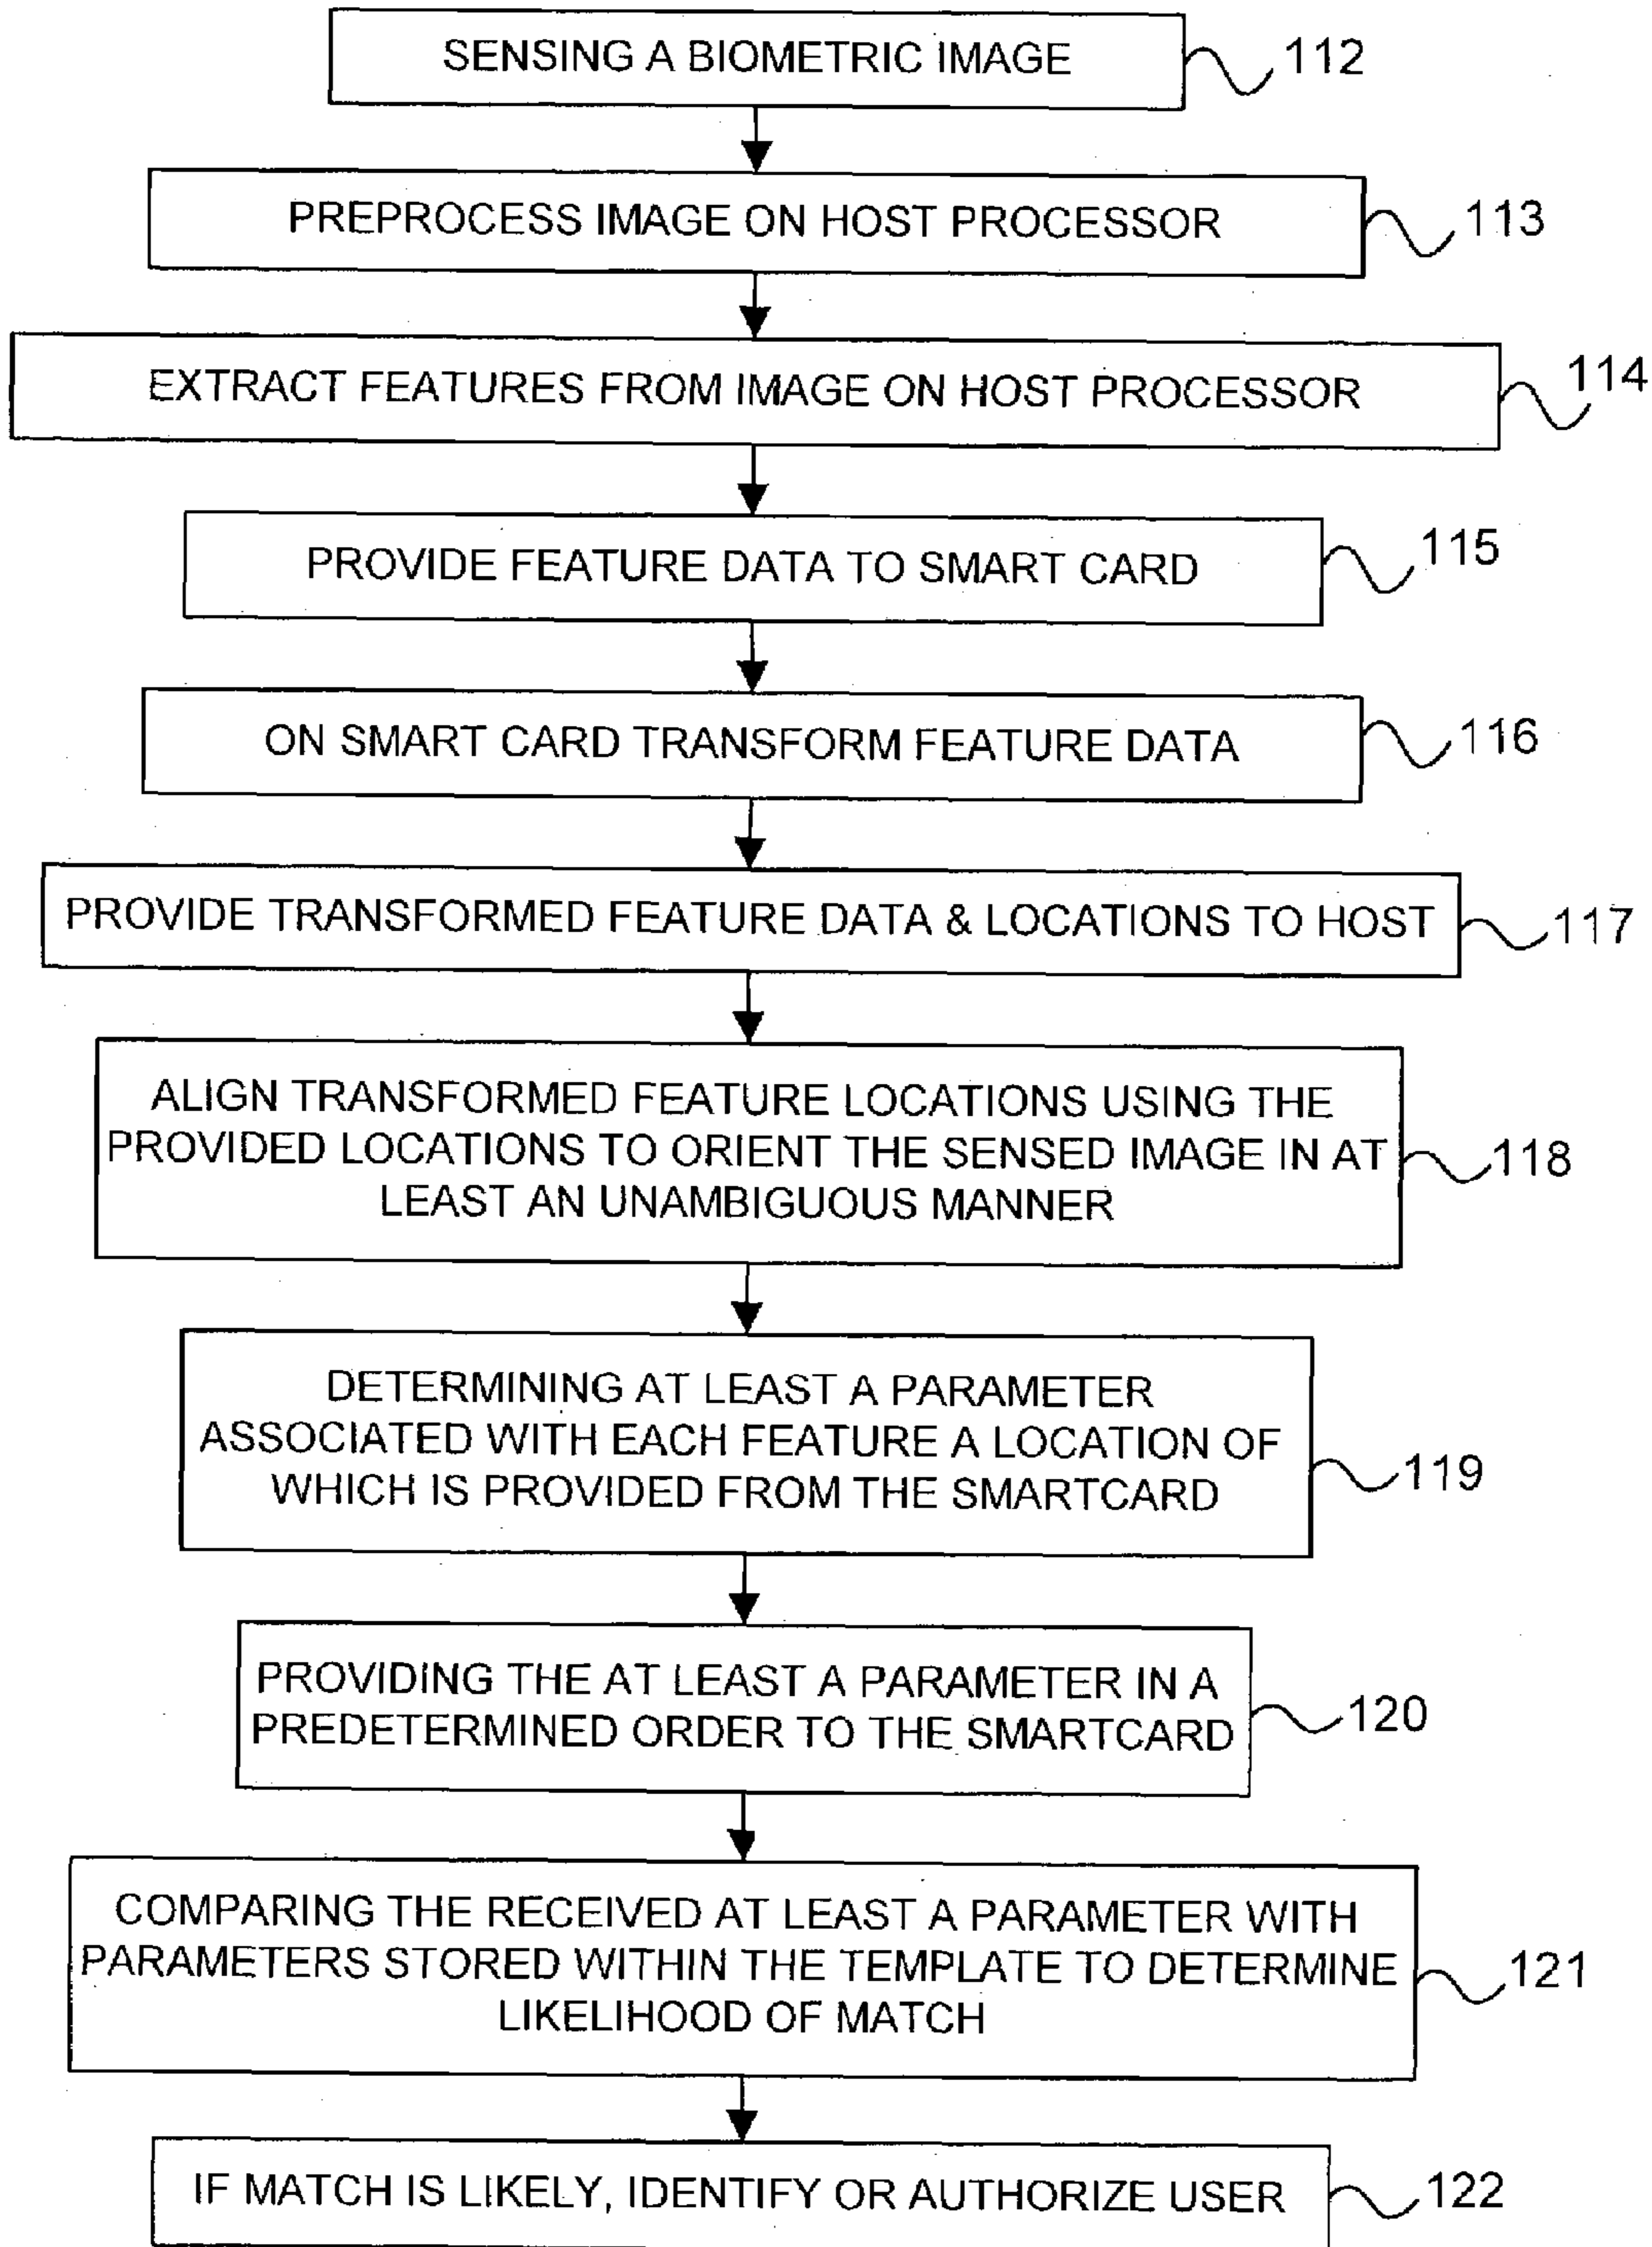 SENSING A BIOMETRIC IMAGE
112
PREPROCESS IMAGE ON HOST PROCESSOR
113
EXTRACT FEATURES FROM IMAGE ON HOST PROCESSOR
114
PROVIDE FEATURE DATA TO SMART CARD
115
ON SMART CARD TRANSFORM FEATURE DATA
116
PROVIDE TRANSFORMED FEATURE DATA & LOCATIONS TO HOST
117
ALIGN TRANSFORMED FEATURE LOCATIONS USING THE
PROVIDED LOCATIONS TO ORIENT THE SENSED IMAGE IN AT
LEAST AN UNAMBIGUOUS MANNER
118
DETERMINING AT LEAST A PARAMETER
ASSOCIATED WITH EACH FEATURE A LOCATION OF
WHICH IS PROVIDED FROM THE SMARTCARD
119
PROVIDING THE AT LEAST A PARAMETER IN A
PREDETERMINED ORDER TO THE SMARTCARD
120
COMPARING THE RECEIVED AT LEAST A PARAMETER WITH
PARAMETERS STORED WITHIN THE TEMPLATE TO DETERMINE
LIKELIHOOD OF MATCH
121
IF MATCH IS LIKELY, IDENTIFY OR AUTHORIZE USER
122